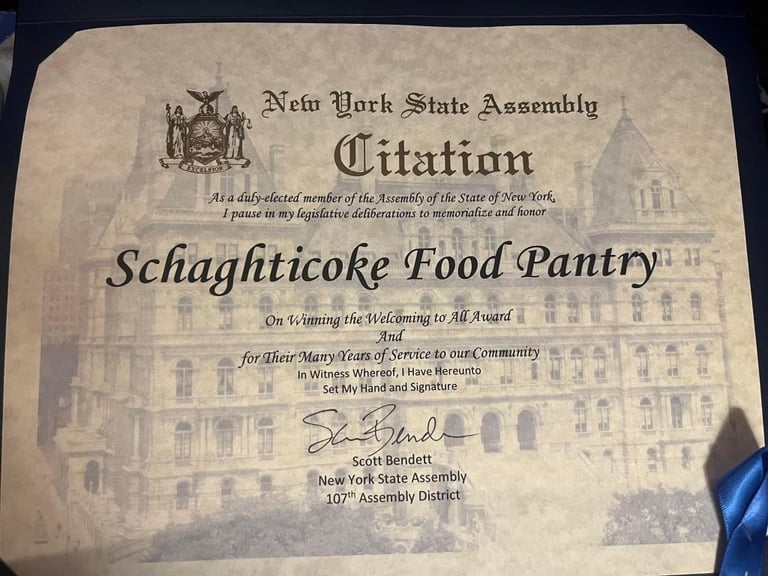 New York State Assembly
Citation
EXCELSIOR
As a duly-elected member of the Assembly of the State of New York,
I pause in my legislative deliberations to memorialize and honor
Schaghticoke Food Pantry
On Winning the Welcoming to All Award
And
for Their Many Years of Service to our Community
In Witness Whereof, I Have Hereunto
Set My Hand and Signature
Scott Bendett
New York State Assembly
107th Assembly District